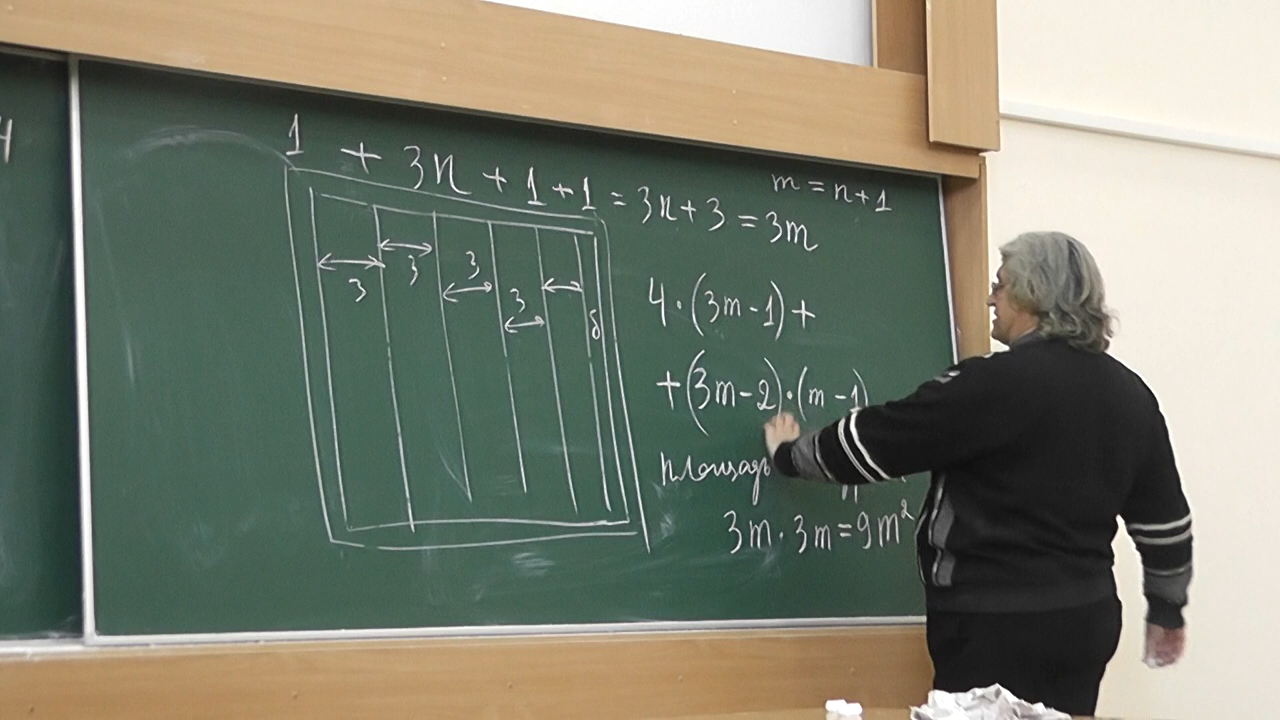 4
1 + 3n + 1 + 1 = 3n + 3 = 3m
m = n + 1
3
3
3
3
б
4·(3m-1)+
+(3m-2)·(m-1)
площадь
3m·3m=9m²